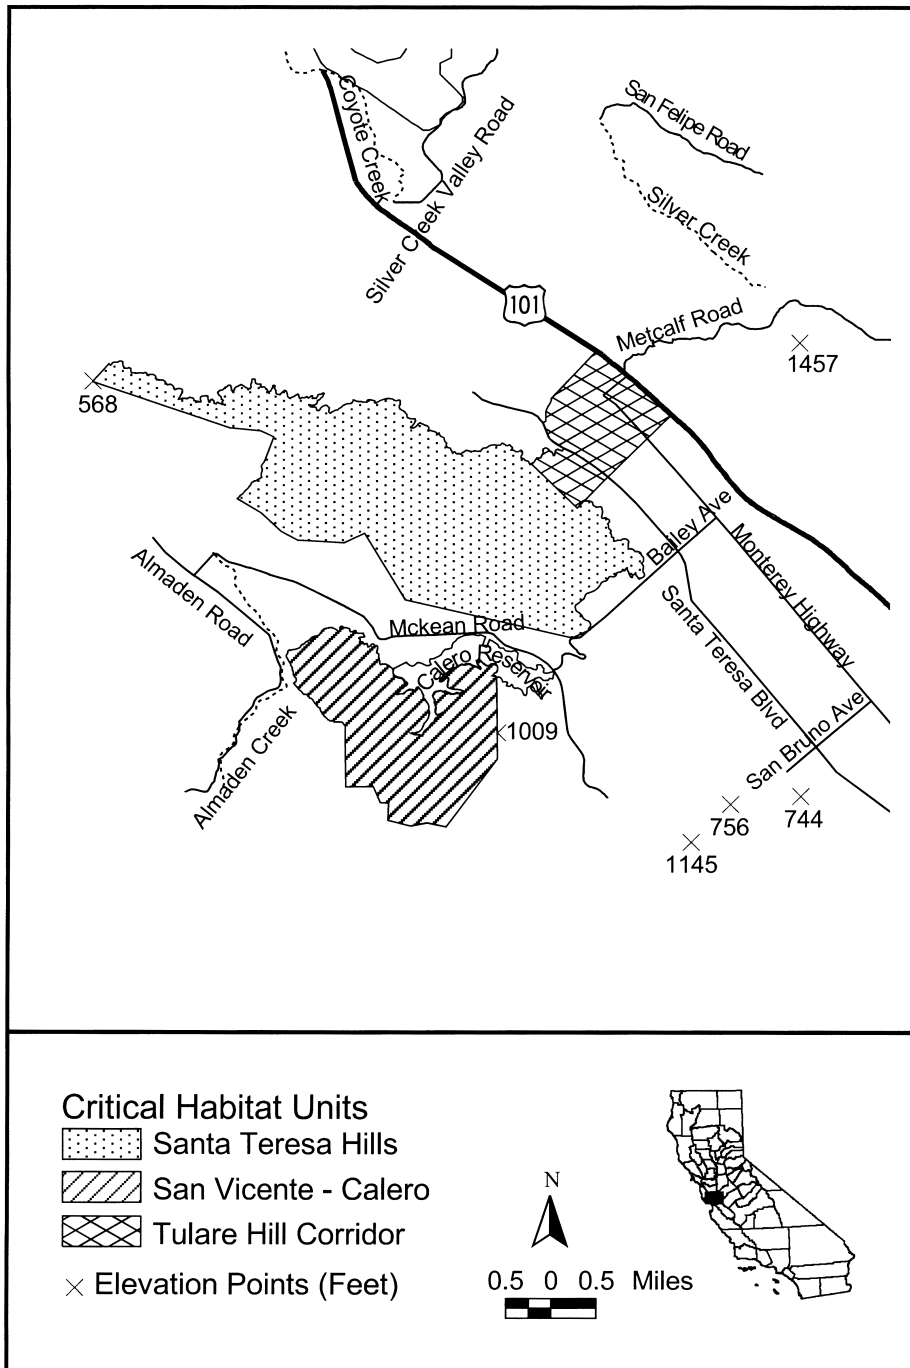 Coyote Creek
Silver Creek Valley Road
San Felipe Road
Silver Creek
101
Metcalf Road
1457
568
Bailey Ave
Monterey Highway
Almaden Road
Mckean Road
Calero Reservoir
Santa Teresa Blvd
Almaden Creek
1009
San Bruno Ave
756
744
1145
Critical Habitat Units
Santa Teresa Hills
San Vicente - Calero
Tulare Hill Corridor
Elevation Points (Feet)
N
0.5 0 0.5 Miles